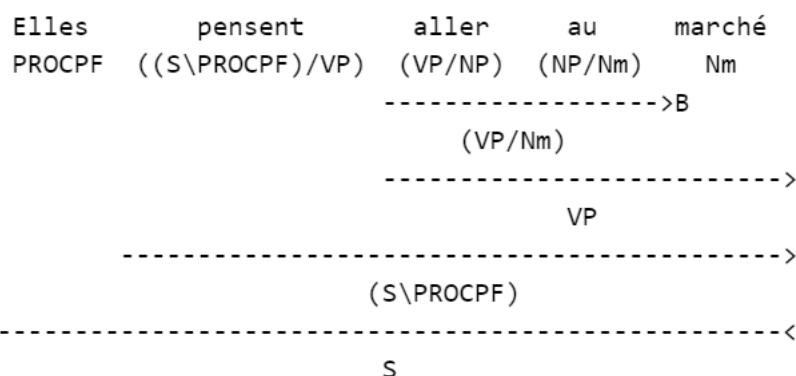 Elles pensent aller au marché
PROCPF ((S\PROCPF)/VP) (VP/NP) (NP/Nm) Nm
------------------>B
(VP/Nm)
-------------------------->
VP
------------------------------------------->
(S\PROCPF)
---------------------------------------------------<
S